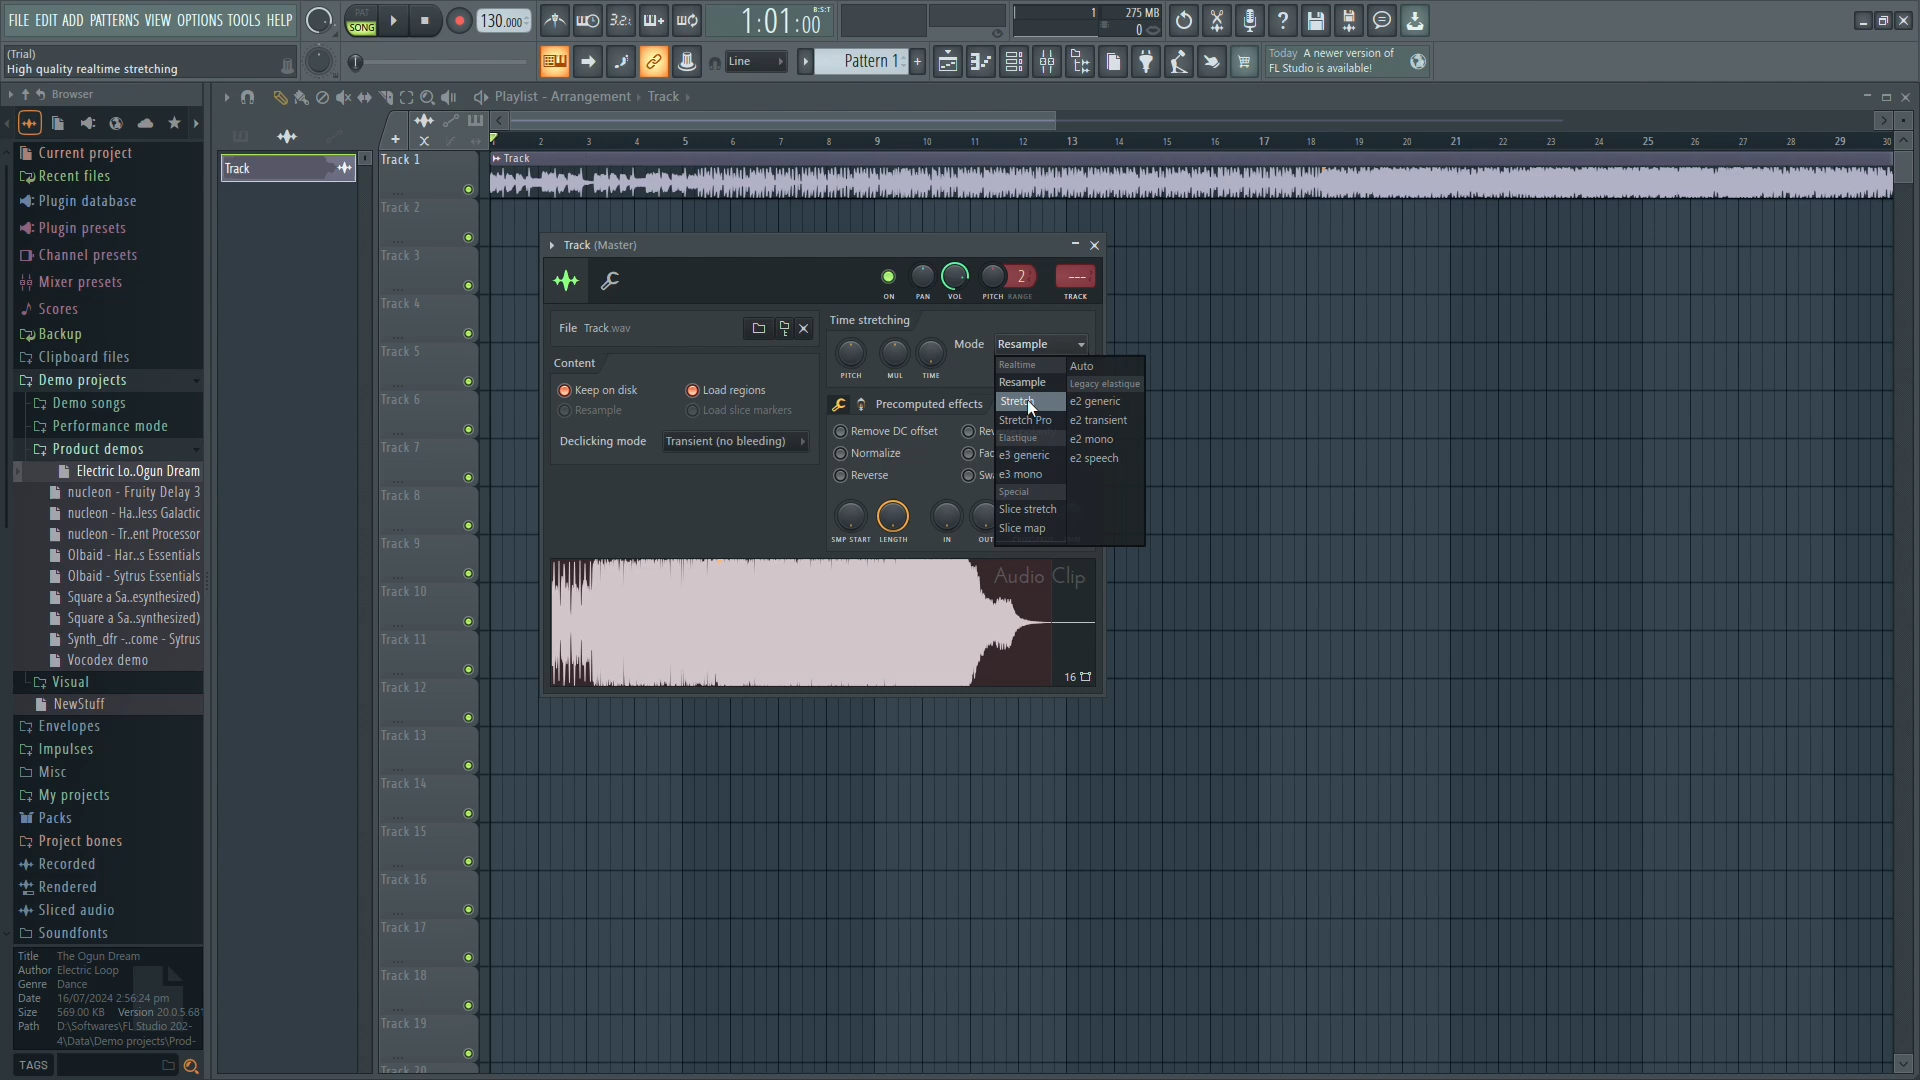 FILE EDIT ADD PATTERNS VIEW OPTIONS TOOLS HELP
PAT
SONG
130.000
3.2:
1:01:00
B:S:T
1
275 MB
0
(Trial)
High quality realtime stretching
Line
Pattern 1
+
Today A newer version of
FL Studio is available!
Browser
Playlist - Arrangement › Track ›
Current project
Recent files
Plugin database
Plugin presets
Channel presets
Mixer presets
Scores
Backup
Clipboard files
Demo projects
Demo songs
Performance mode
Product demos
Electric Lo..Ogun Dream
nucleon - Fruity Delay 3
nucleon - Ha..less Galactic
nucleon - Tr..ent Processor
Olbaid - Har..s Essentials
Olbaid - Sytrus Essentials
Square a Sa..esynthesized)
Square a Sa..synthesized)
Synth_dfr -..come - Sytrus
Vocodex demo
Visual
NewStuff
Envelopes
Impulses
Misc
My projects
Packs
Project bones
Recorded
Rendered
Sliced audio
Soundfonts
Title The Ogun Dream
Author Electric Loop
Genre Dance
Date 16/07/2024 2:56:24 pm
Size 569.00 KB Version 20.0.5.681
Path D:\Softwares\FL Studio 202-
4\Data\Demo projects\Prod-
TAGS
Track
2 3 4 5 6 7 8 9 10 11 12 13 14 15 16 17 18 19 20 21 22 23 24 25 26 27 28 29 30
Track 1
Track
Track 2
Track 3
Track 4
Track 5
Track 6
Track 7
Track 8
Track 9
Track 10
Track 11
Track 12
Track 13
Track 14
Track 15
Track 16
Track 17
Track 18
Track 19
Track 20
Track (Master)
2
---
ON PAN VOL PITCH RANGE TRACK
File Track.wav
Content
Keep on disk
Load regions
Resample
Load slice markers
Declicking mode Transient (no bleeding)
Time stretching
Mode Resample
PITCH MUL TIME
Precomputed effects
Remove DC offset
Normalize
Reverse
SMP START LENGTH IN OUT
Realtime
Resample
Stretch
Stretch Pro
Elastique
e3 generic
e3 mono
Special
Slice stretch
Slice map
Auto
Legacy elastique
e2 generic
e2 transient
e2 mono
e2 speech
Audio Clip
16